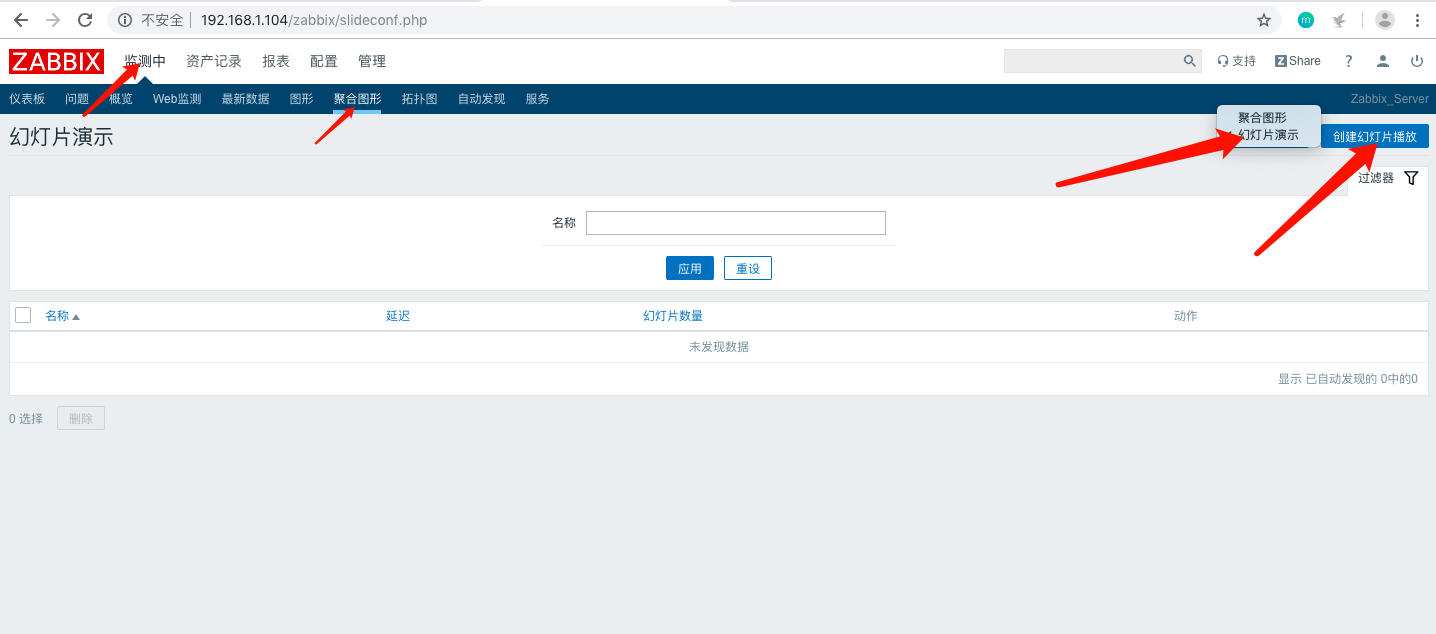 不安全 192.168.1.104/zabbix/slideconf.php m
ZABBIX 监测中 资产记录 报表 配置 管理 支持 Z Share ?
仪表板 问题 概览 Web监测 最新数据 图形 聚合图形 拓扑图 自动发现 服务 Zabbix_Server
幻灯片演示
聚合图形
幻灯片演示
创建幻灯片播放
过滤器
名称
应用 重设
名称 延迟 幻灯片数量 动作
未发现数据
显示 已自动发现的 0中的0
0 选择 删除